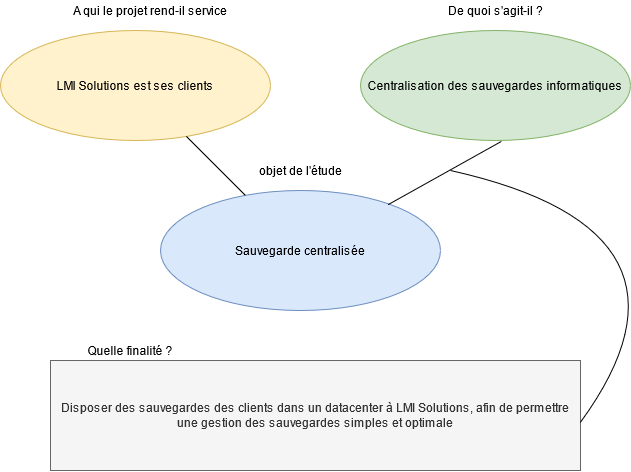 A qui le projet rend-il service
De quoi s'agit-il ?
LMI Solutions est ses clients
Centralisation des sauvegardes informatiques
objet de l'étude
Sauvegarde centralisée
Quelle finalité ?
Disposer des sauvegardes des clients dans un datacenter à LMI Solutions, afin de permettre
une gestion des sauvegardes simples et optimale